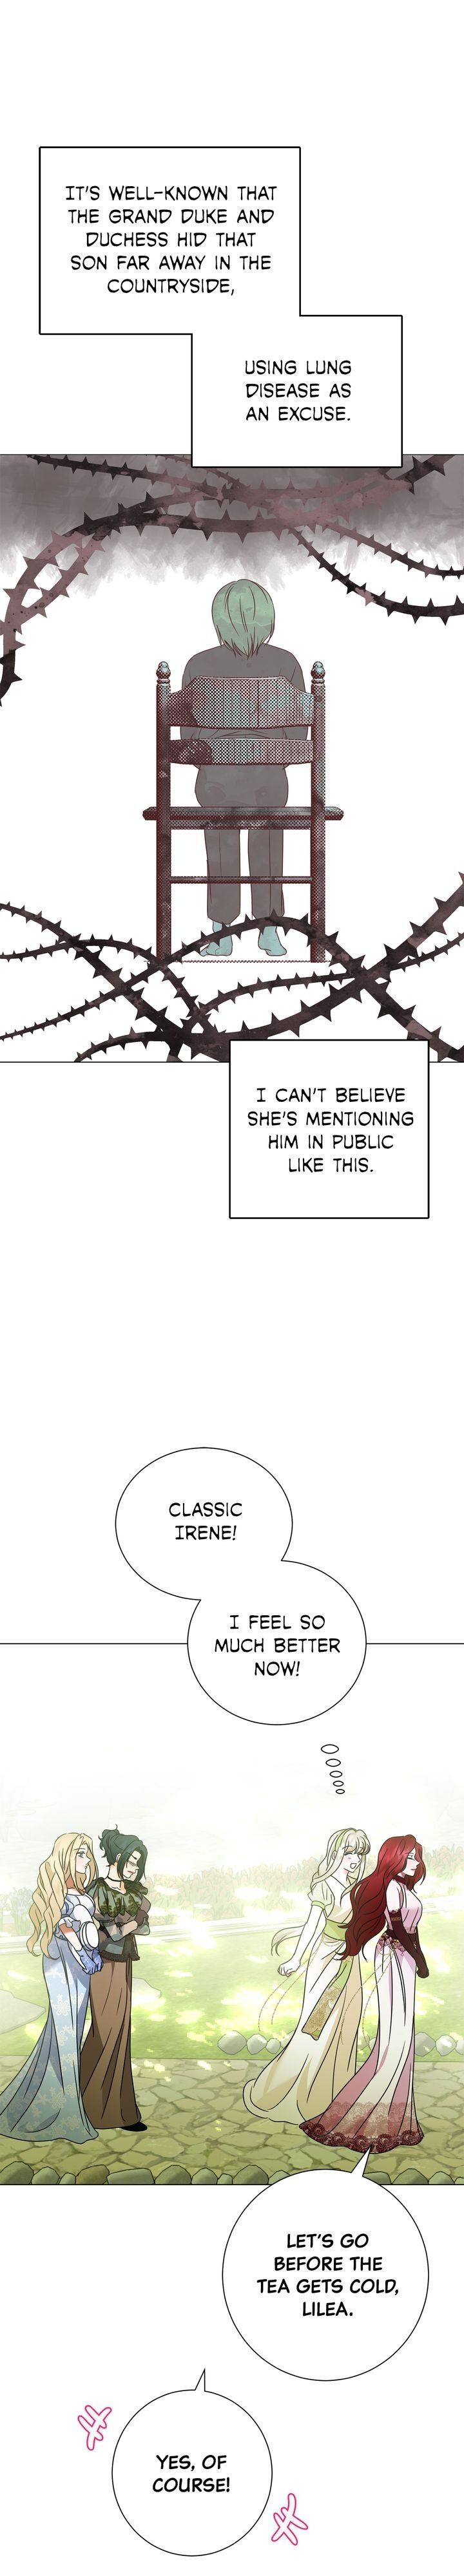 IT'S WELL-KNOWN THAT
THE GRAND DUKE AND
DUCHESS HID THAT
SON FAR AWAY IN THE
COUNTRYSIDE,
USING LUNG
DISEASE AS
AN EXCUSE.
I CAN'T BELIEVE
SHE'S MENTIONING
HIM IN PUBLIC
LIKE THIS.
CLASSIC
IRENE!
I FEEL SO
MUCH BETTER
NOW!
LET'S GO
BEFORE THE
TEA GETS COLD,
LILEA.
YES, OF
COURSE!